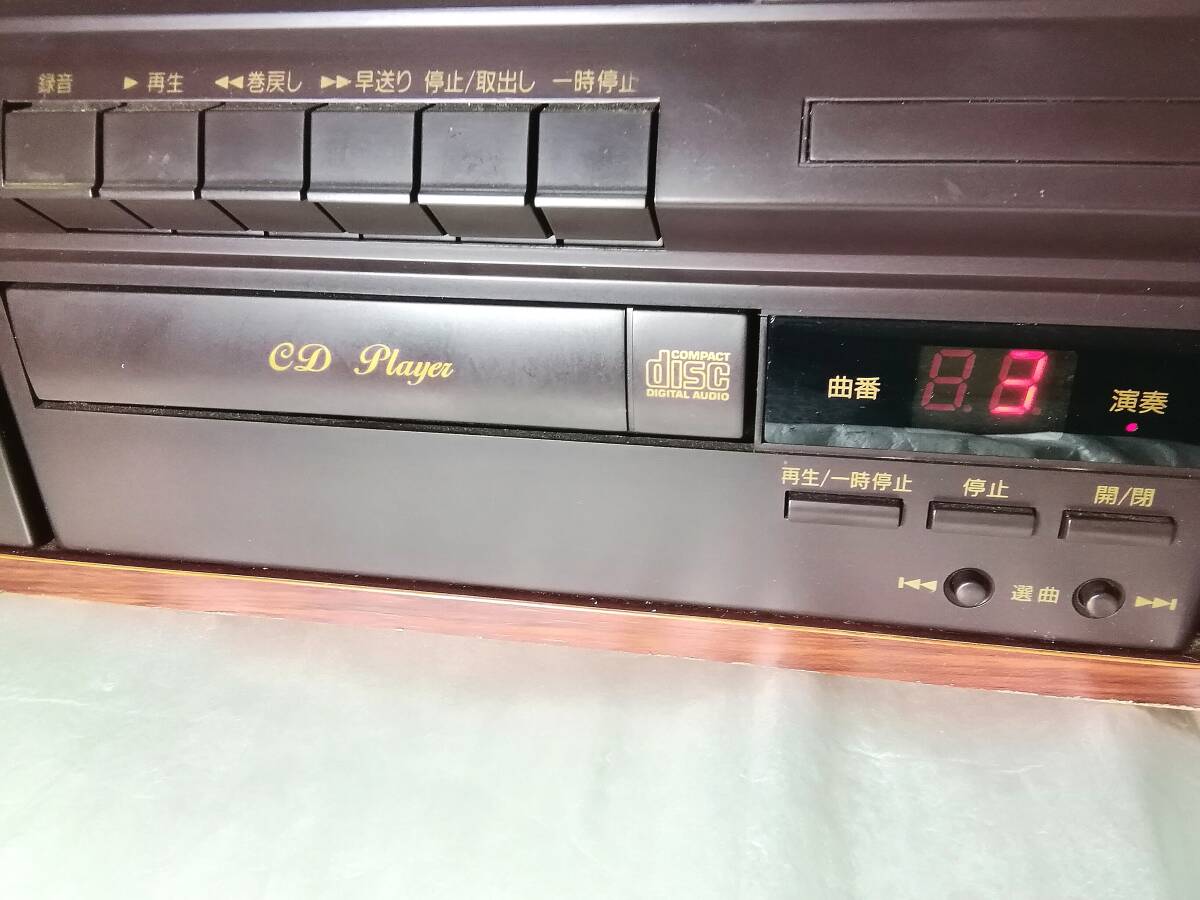 録音 ▶ 再生 ◀◀ 巻戻し ▶▶ 早送り 停止/取出し 一時停止
CD Player
COMPACT
disc
DIGITAL AUDIO
曲番 3 演奏
再生/一時停止 停止 開/閉
⏮ 選曲 ⏭